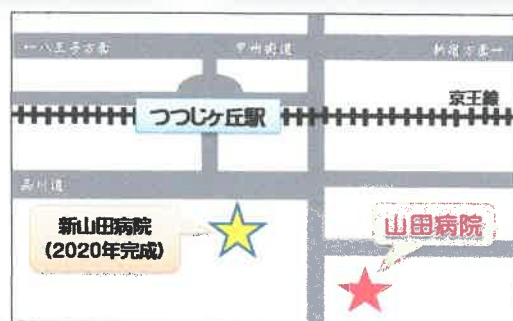 ←八王子方面
甲州街道
新宿方面→
京王線
つつじヶ丘駅
品川道
新山田病院
(2020年完成)
山田病院